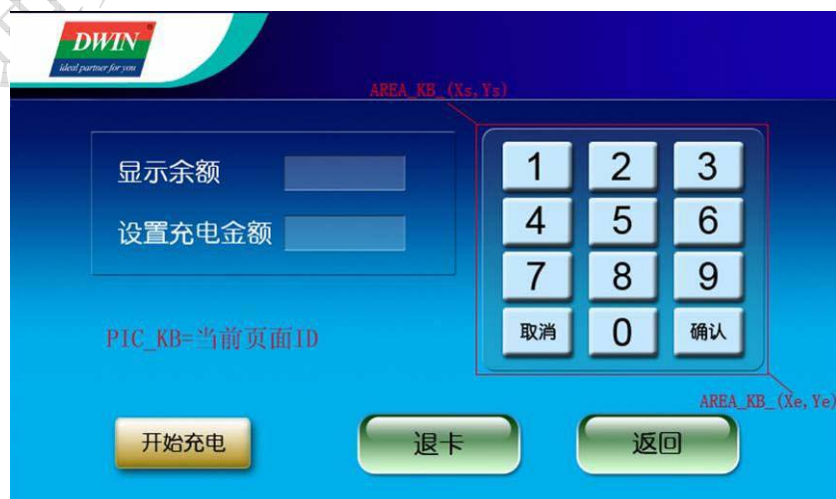 DWIN
ideal partner for you
AREA_KB_(Xs,Ys)
显示余额
设置充电金额
1 2 3
4 5 6
7 8 9
取消 0 确认
PIC_KB=当前页面ID
AREA_KB_(Xe,Ye)
开始充电 退卡 返回